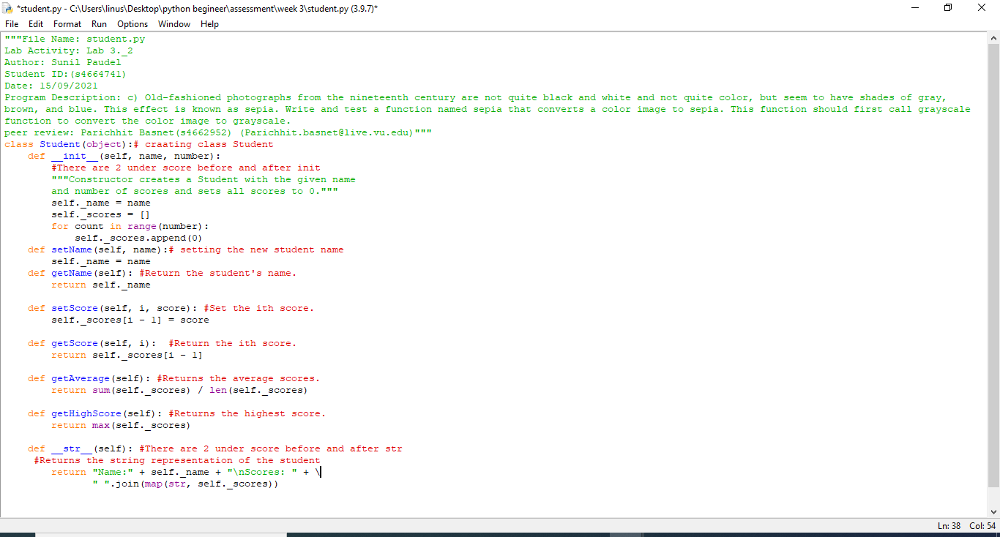 *student.py - C:\Users\linus\Desktop\python begineer\assessment\week 3\student.py (3.9.7)*
File Edit Format Run Options Window Help
"""File Name: student.py
Lab Activity: Lab 3._2
Author: Sunil Paudel
Student ID:(s4664741)
Date: 15/09/2021
Program Description: c) Old-fashioned photographs from the nineteenth century are not quite black and white and not quite color, but seem to have shades of gray,
brown, and blue. This effect is known as sepia. Write and test a function named sepia that converts a color image to sepia. This function should first call grayscale
function to convert the color image to grayscale.
peer review: Parichhit Basnet(s4662952) (Parichhit.basnet@live.vu.edu)"""
class Student(object):# craating class Student
    def __init__(self, name, number):
        #There are 2 under score before and after init
        """Constructor creates a Student with the given name
        and number of scores and sets all scores to 0."""
        self._name = name
        self._scores = []
        for count in range(number):
            self._scores.append(0)
    def setName(self, name):# setting the new student name
        self._name = name
    def getName(self): #Return the student's name.
        return self._name

    def setScore(self, i, score): #Set the ith score.
        self._scores[i - 1] = score

    def getScore(self, i):  #Return the ith score.
        return self._scores[i - 1]

    def getAverage(self): #Returns the average scores.
        return sum(self._scores) / len(self._scores)

    def getHighScore(self): #Returns the highest score.
        return max(self._scores)

    def __str__(self): #There are 2 under score before and after str
     #Returns the string representation of the student
        return "Name:" + self._name + "\nScores: " + \
               " ".join(map(str, self._scores))
Ln: 38 Col: 54